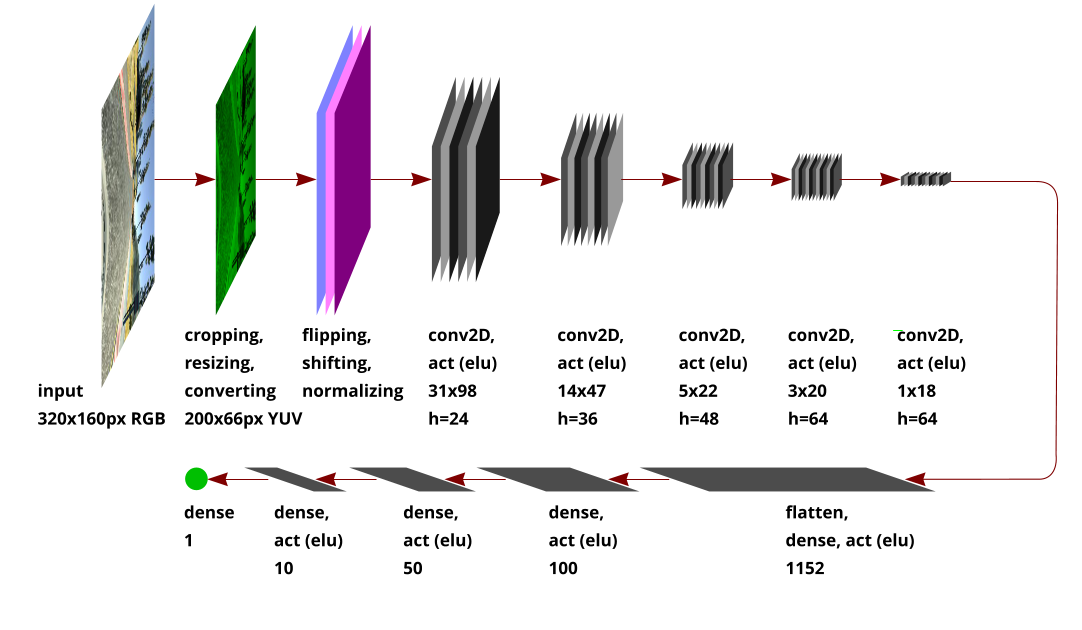 input
320x160px RGB
cropping,
resizing,
converting
200x66px YUV
flipping,
shifting,
normalizing
conv2D,
act (elu)
31x98
h=24
conv2D,
act (elu)
14x47
h=36
conv2D,
act (elu)
5x22
h=48
conv2D,
act (elu)
3x20
h=64
conv2D,
act (elu)
1x18
h=64
dense
1
dense,
act (elu)
10
dense,
act (elu)
50
dense,
act (elu)
100
flatten,
dense, act (elu)
1152